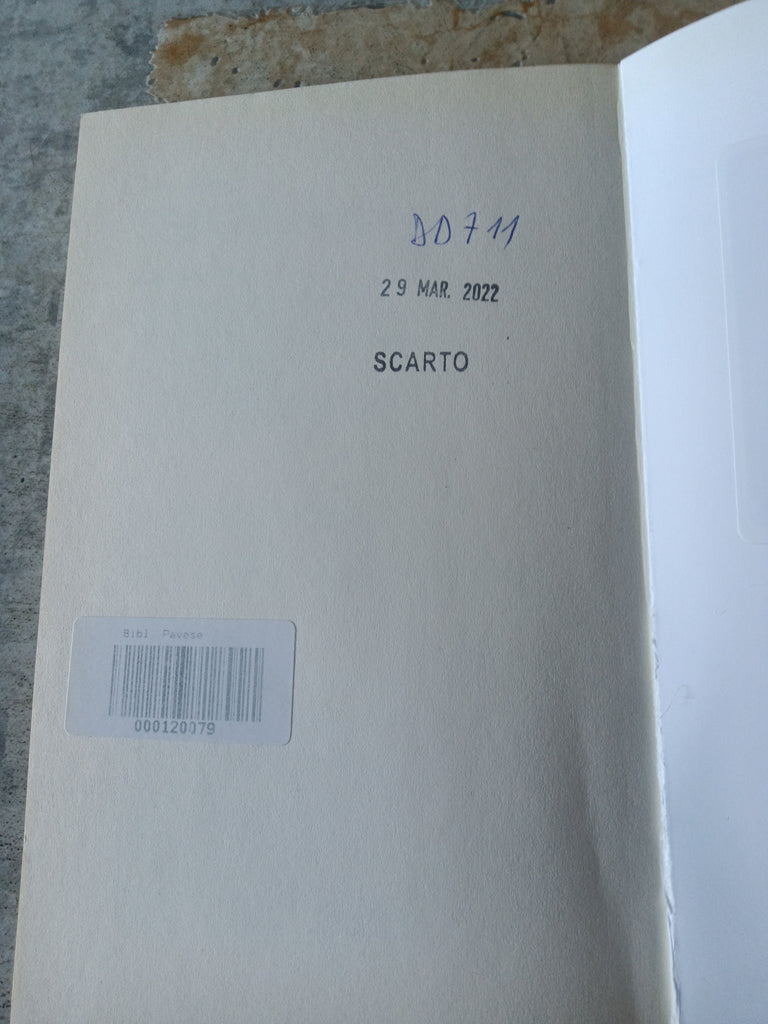 DD711
29 MAR. 2022
SCARTO
Bibl. Pavese
000120079